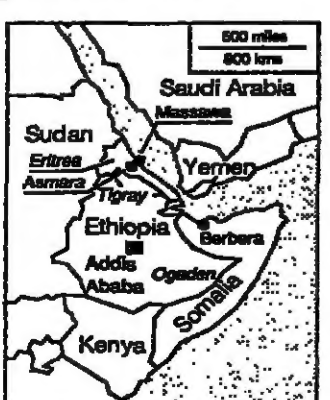 500 miles
800 kms
Saudi Arabia
Massawa
Sudan
Eritrea
Yemen
Asmara
Tigray
Ethiopia
Berbera
Addis
Ababa
Ogaden
Somalia
Kenya